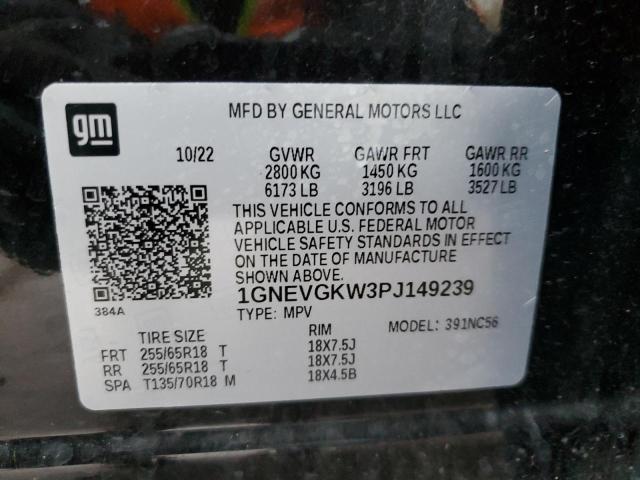 gm
MFD BY GENERAL MOTORS LLC
10/22 GVWR GAWR FRT GAWR RR
2800 KG 1450 KG 1600 KG
6173 LB 3196 LB 3527 LB
THIS VEHICLE CONFORMS TO ALL
APPLICABLE U.S. FEDERAL MOTOR
VEHICLE SAFETY STANDARDS IN EFFECT
ON THE DATE OF MANUFACTURE
SHOWN ABOVE.
384A
1GNEVGKW3PJ149239
TYPE: MPV MODEL: 391NC56
TIRE SIZE RIM
FRT 255/65R18 T 18X7.5J
RR 255/65R18 T 18X7.5J
SPA T135/70R18 M 18X4.5B